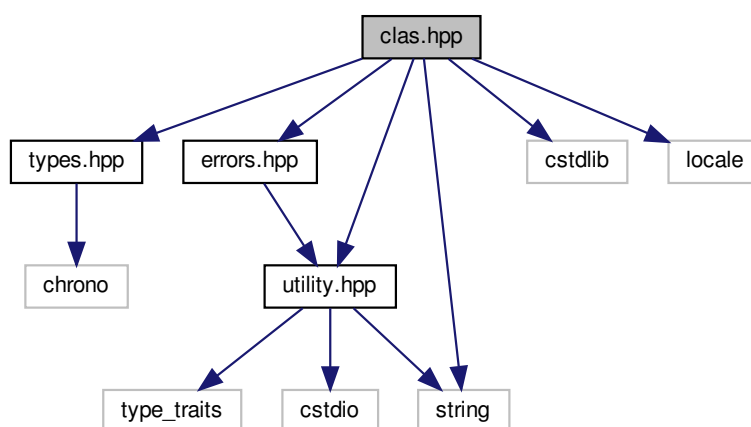 clas.hpp
types.hpp
errors.hpp
cstdlib
locale
chrono
utility.hpp
type_traits
cstdio
string